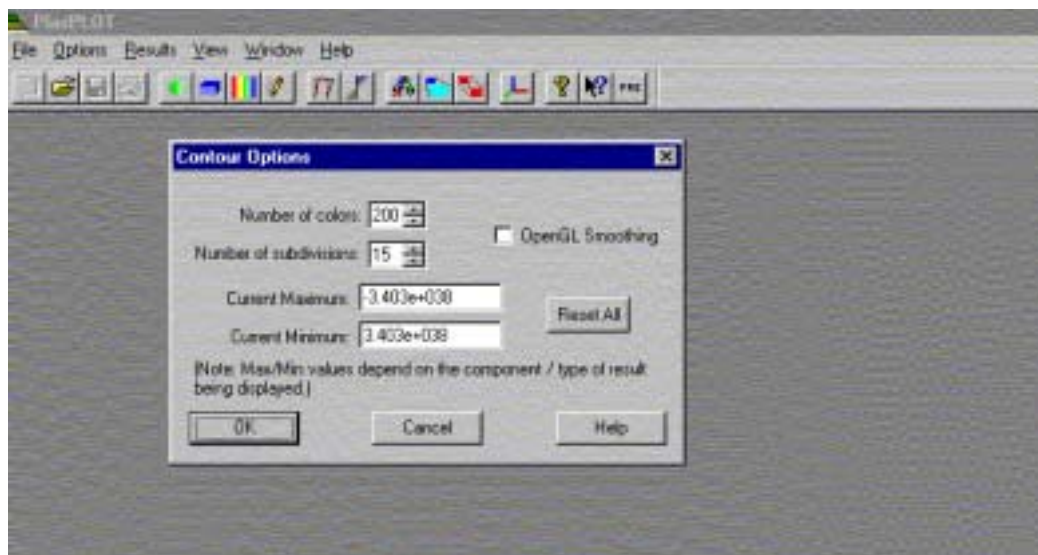 PlasPLOT
File Options Results View Window Help
PRE
Contour Options
Number of colors: 200
OpenGL Smoothing
Number of subdivisions: 15
Current Maximum: -3.403e+038
Reset All
Current Minimum: 3.403e+038
(Note: Max/Min values depend on the component / type of result
being displayed.)
OK Cancel Help